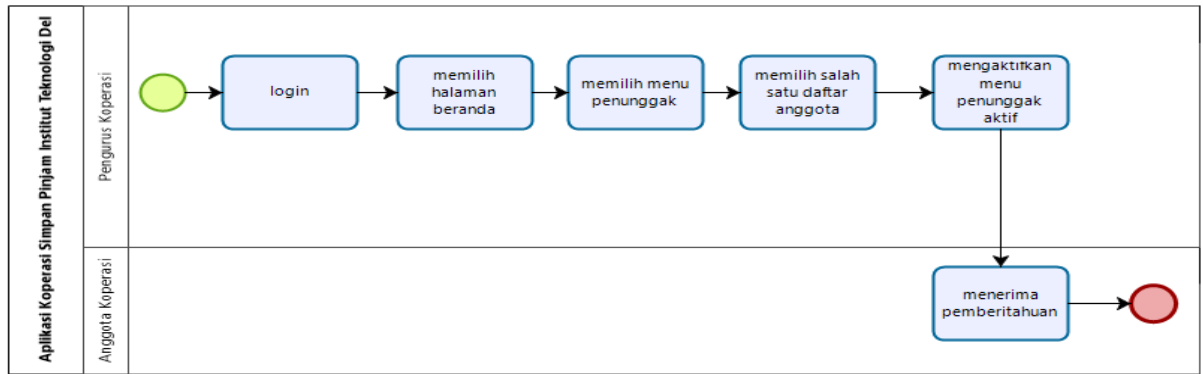 Aplikasi Koperasi Simpan Pinjam Institut Teknologi Del
Pengurus Koperasi
login
memilih
halaman
beranda
memilih menu
penunggak
memilih salah
satu daftar
anggota
mengaktifkan
menu
penunggak
aktif
Anggota Koperasi
menerima
pemberitahuan